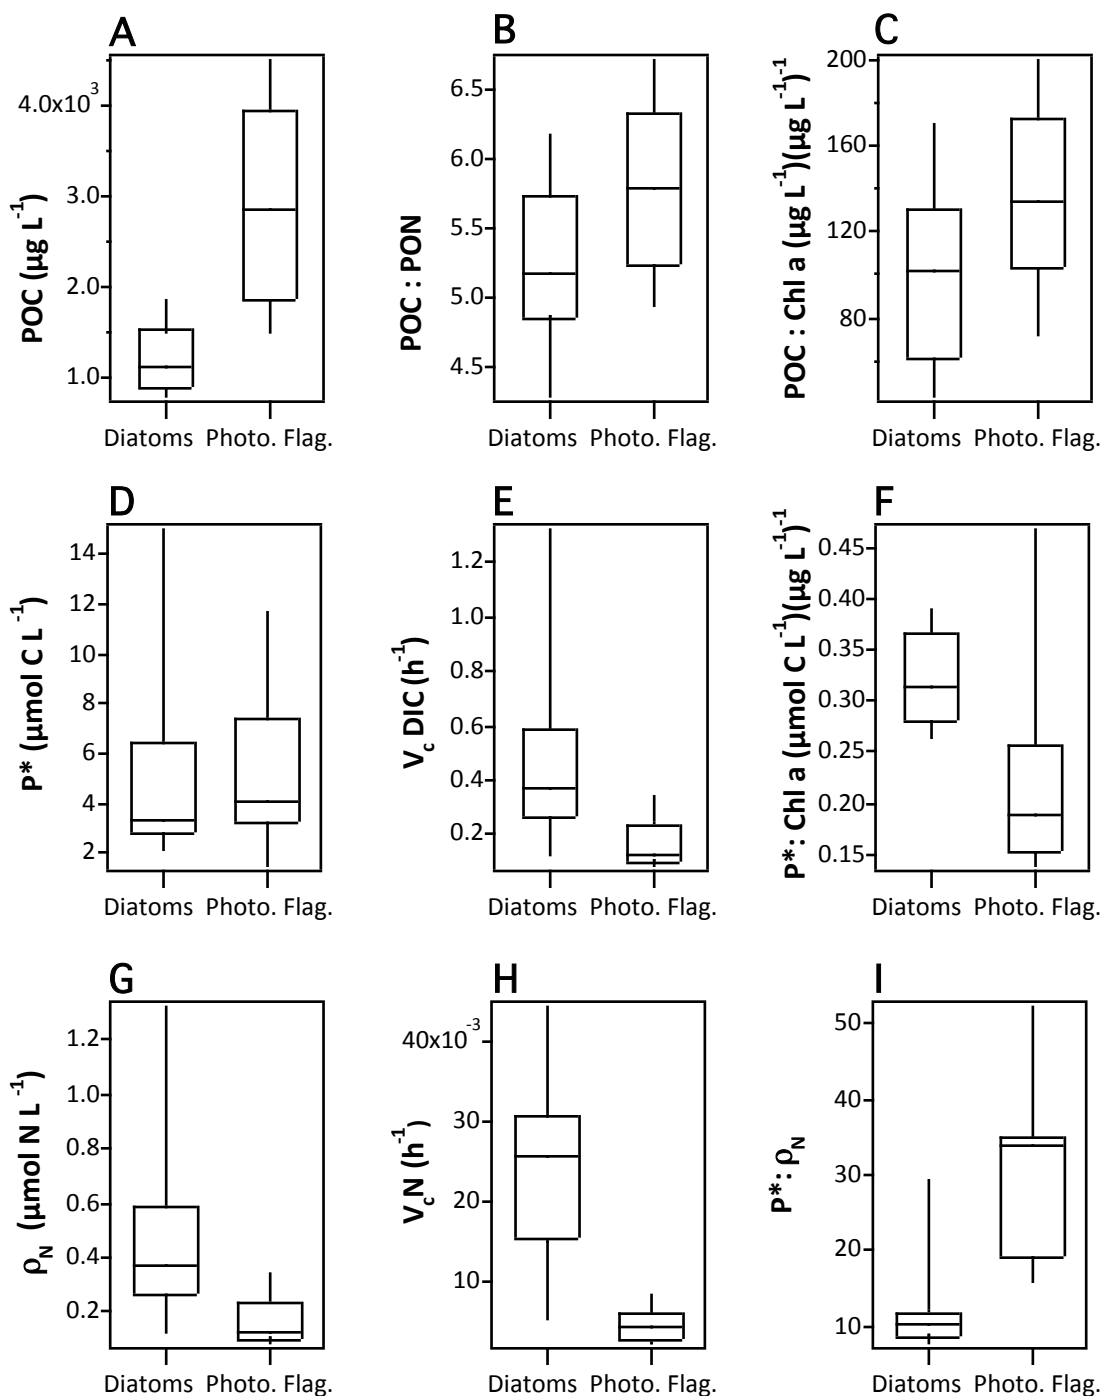 A
B
C
POC (µg L⁻¹)
4.0x10³
3.0
2.0
1.0
Diatoms Photo. Flag.
POC : PON
6.5
6.0
5.5
5.0
4.5
Diatoms Photo. Flag.
POC : Chl a (µg L⁻¹)(µg L⁻¹)⁻¹
200
160
120
80
Diatoms Photo. Flag.
D
E
F
P* (µmol C L⁻¹)
14
12
10
8
6
4
2
Diatoms Photo. Flag.
V_c DIC (h⁻¹)
1.2
1.0
0.8
0.6
0.4
0.2
Diatoms Photo. Flag.
P*: Chl a (µmol C L⁻¹)(µg L⁻¹)⁻¹
0.45
0.40
0.35
0.30
0.25
0.20
0.15
Diatoms Photo. Flag.
G
H
I
ρ_N (µmol N L⁻¹)
1.2
1.0
0.8
0.6
0.4
0.2
Diatoms Photo. Flag.
V_c N (h⁻¹)
40x10⁻³
30
20
10
Diatoms Photo. Flag.
P*: ρ_N
50
40
30
20
10
Diatoms Photo. Flag.